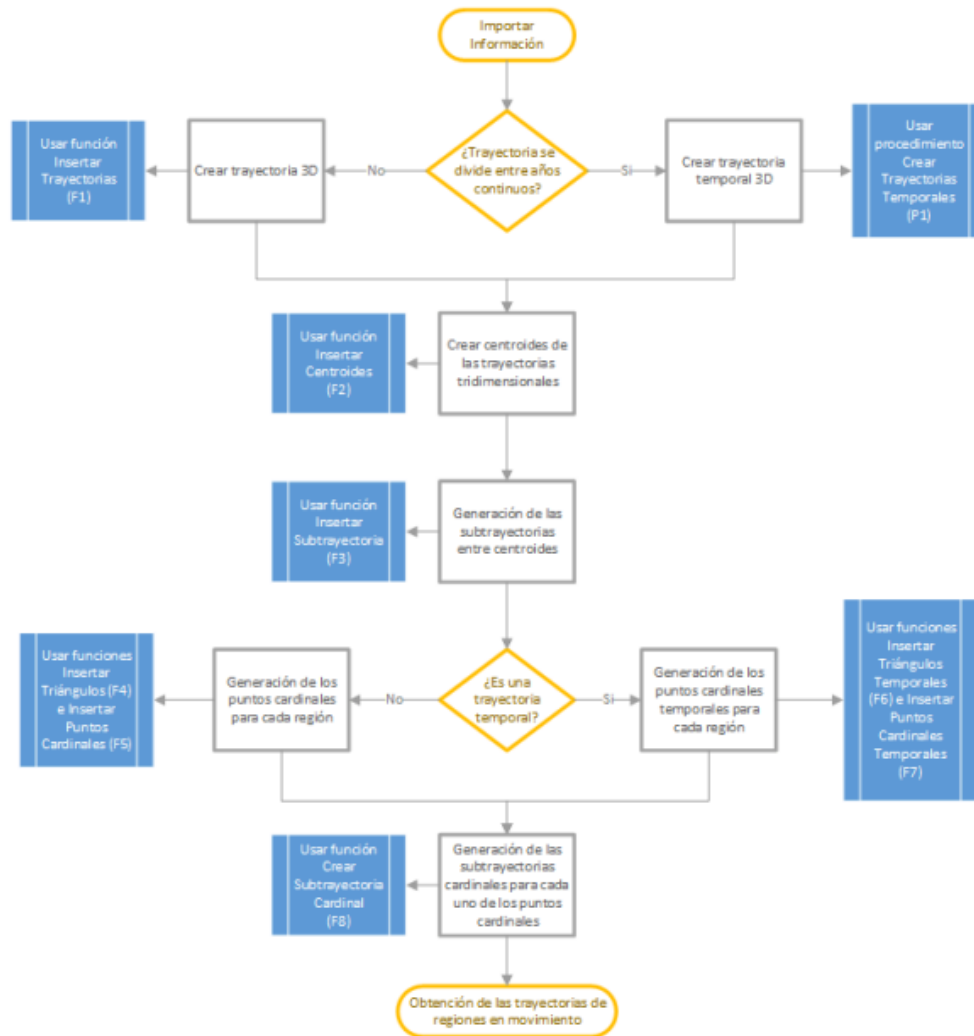 Importar
Información
Usar función
Insertar
Trayectorias
(F1)
Crear trayectoria 3D
No
¿Trayectoria se
divide entre años
continuos?
Si
Crear trayectoria
temporal 3D
Usar
procedimiento
Crear
Trayectorias
Temporales
(P1)
Usar función
Insertar
Centroides
(F2)
Crear centroides de
las trayectorias
tridimensionales
Usar función
Insertar
Subtrayectoria
(F3)
Generación de las
subtrayectorias
entre centroides
Usar funciones
Insertar
Triángulos (F4)
e Insertar
Puntos
Cardinales (F5)
Generación de los
puntos cardinales
para cada región
No
¿Es una
trayectoria
temporal?
Si
Generación de los
puntos cardinales
temporales para
cada región
Usar funciones
Insertar
Triángulos
Temporales
(F6) e Insertar
Puntos
Cardinales
Temporales
(F7)
Usar función
Crear
Subtrayectoria
Cardinal
(F8)
Generación de las
subtrayectorias
cardinales para cada
uno de los puntos
cardinales
Obtención de las trayectorias de
regiones en movimiento